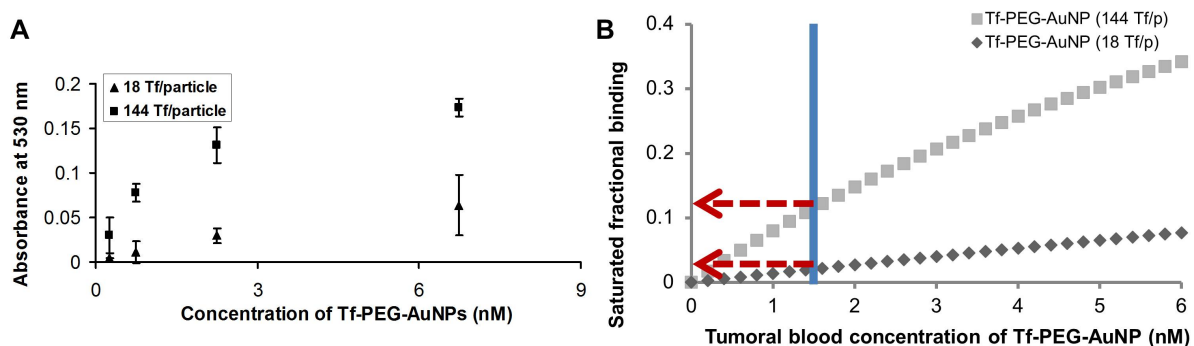 A
Absorbance at 530 nm
0.2
0.15
0.1
0.05
0
18 Tf/particle
144 Tf/particle
0
3
6
9
Concentration of Tf-PEG-AuNPs (nM)
B
Saturated fractional binding
0.4
0.3
0.2
0.1
0
Tf-PEG-AuNP (144 Tf/p)
Tf-PEG-AuNP (18 Tf/p)
0
1
2
3
4
5
6
Tumoral blood concentration of Tf-PEG-AuNP (nM)